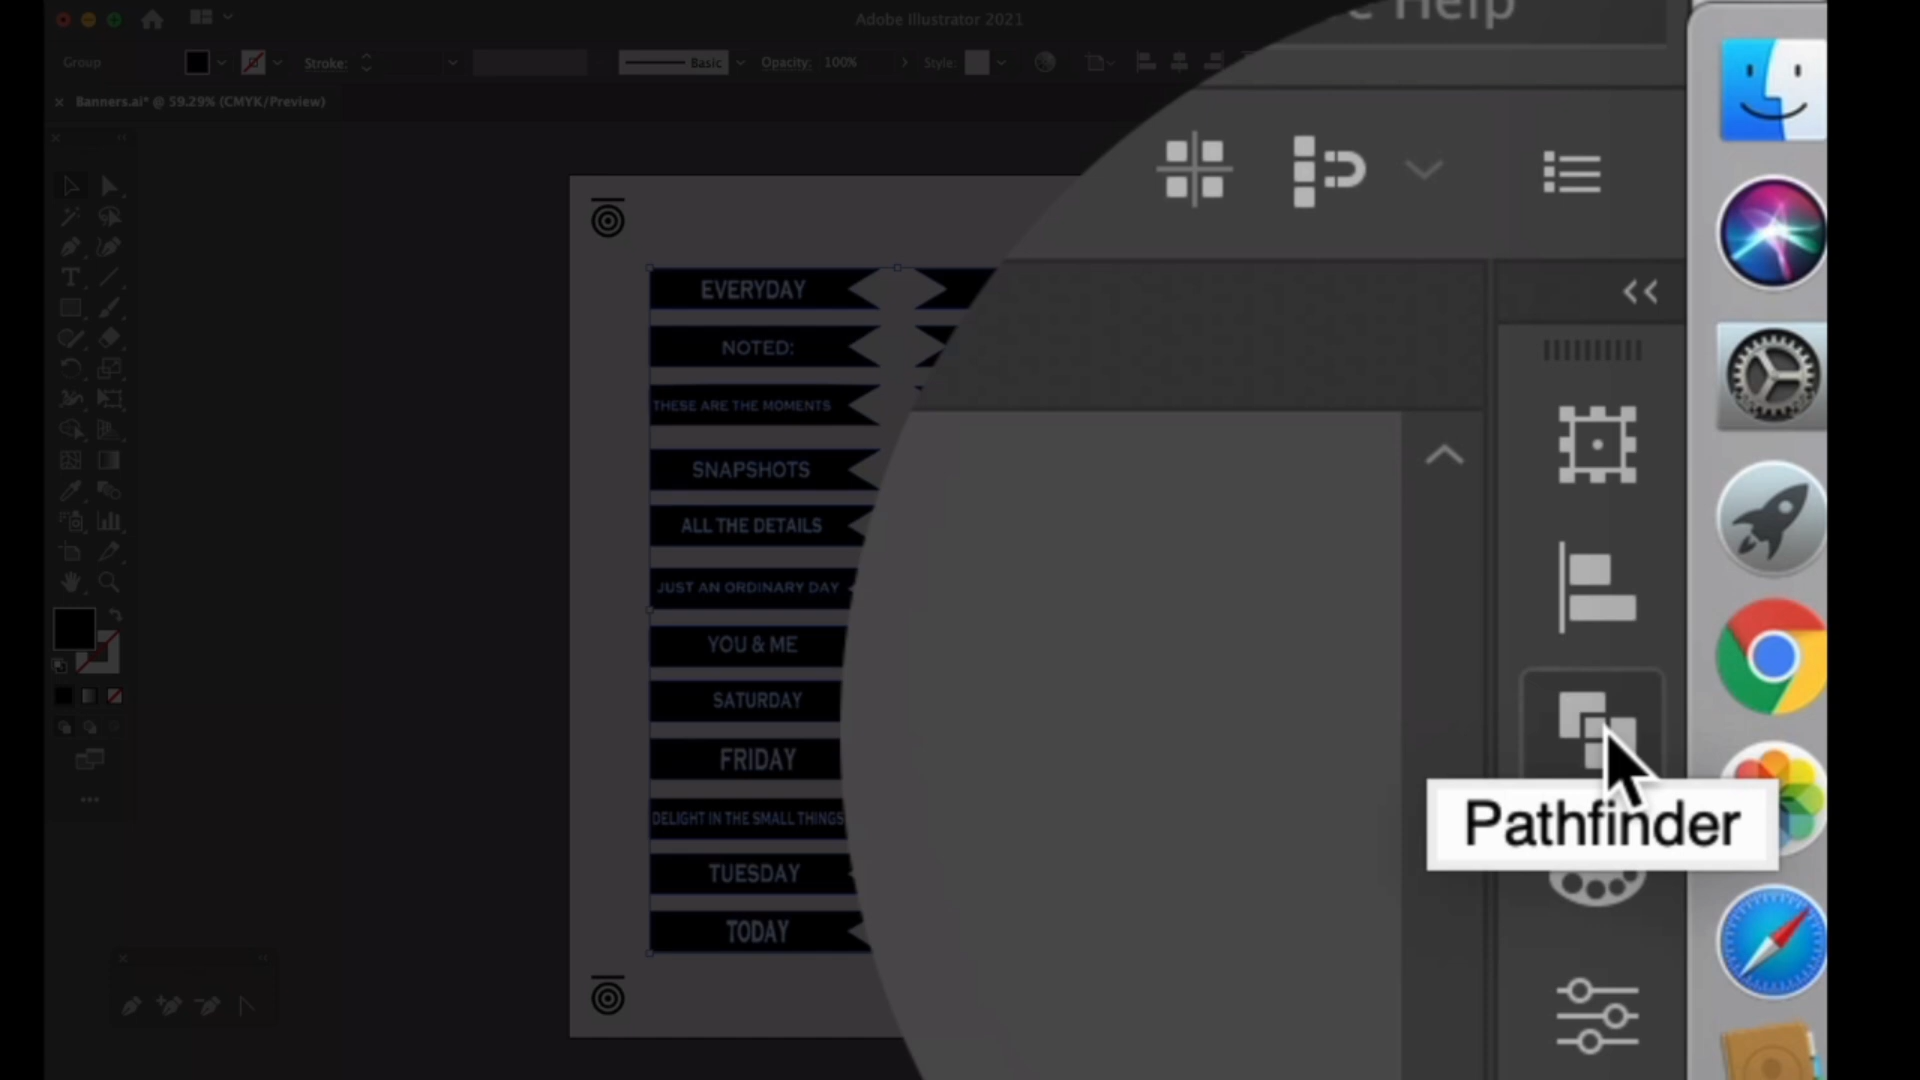 Adobe Illustrator 2021
Help
Group
Stroke:
Basic
Opacity: 100%
Style:
Banners.ai* @ 59.29% (CMYK/Preview)
EVERYDAY
NOTED:
THESE ARE THE MOMENTS
SNAPSHOTS
ALL THE DETAILS
JUST AN ORDINARY DAY
YOU & ME
SATURDAY
FRIDAY
DELIGHT IN THE SMALL THINGS
TUESDAY
TODAY
Pathfinder